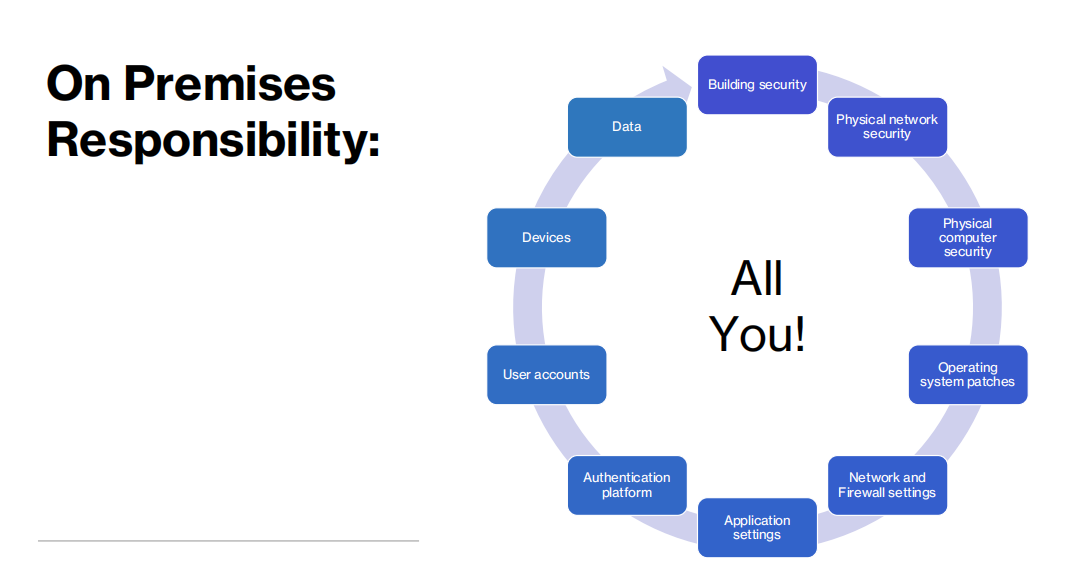 On Premises
Responsibility:
Building security
Physical network
security
Physical
computer
security
Operating
system patches
Network and
Firewall settings
Application
settings
Authentication
platform
User accounts
Devices
Data
All
You!